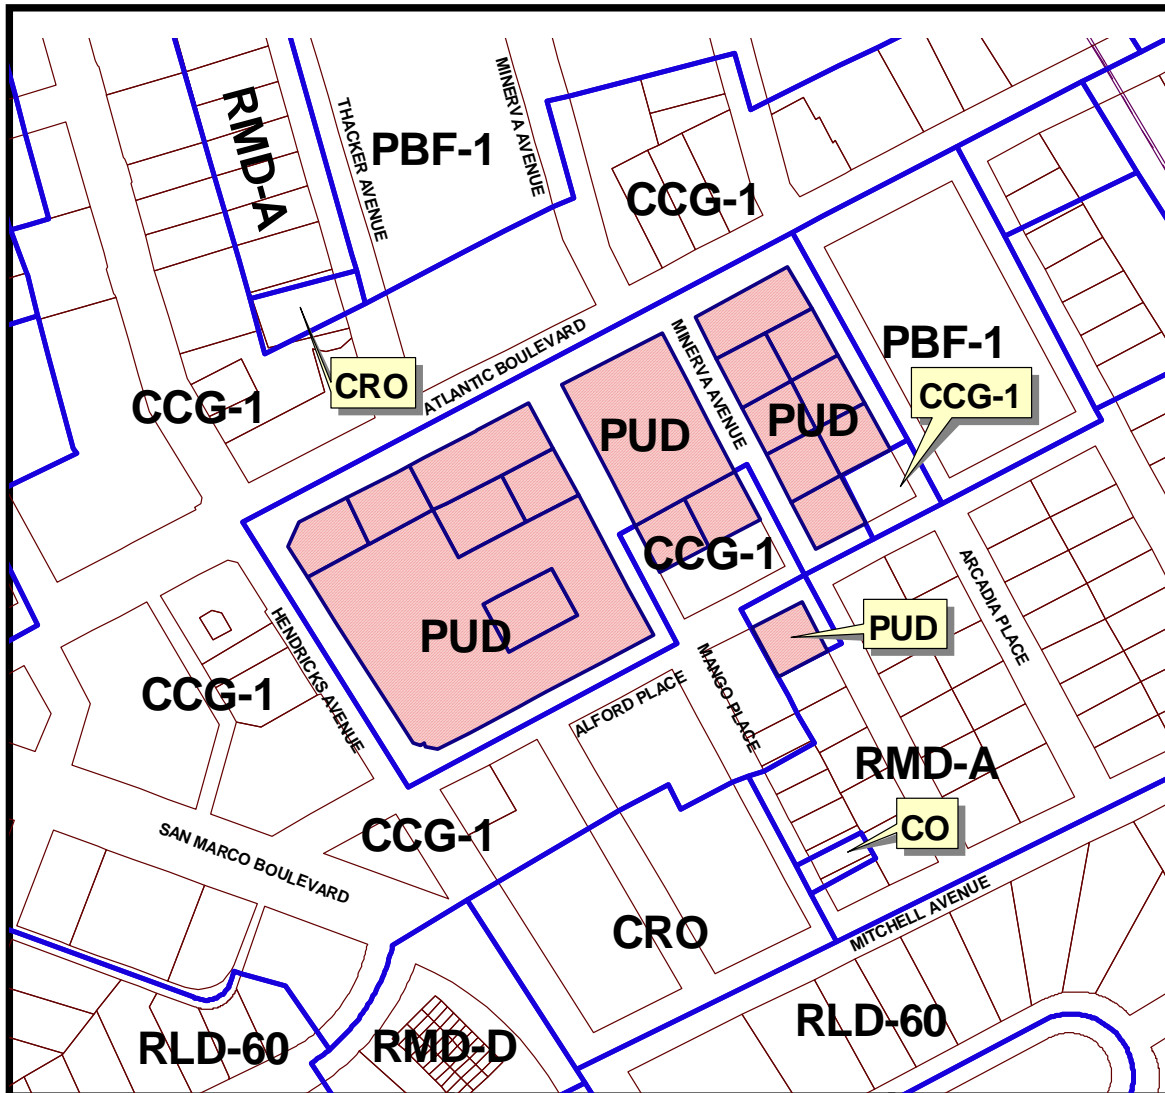 RMD-A
THACKER AVENUE
PBF-1
MINERVA AVENUE
CCG-1
CRO
CCG-1
ATLANTIC BOULEVARD
MINERVA AVENUE
PBF-1
CCG-1
PUD
PUD
CCG-1
PUD
HENDRICKS AVENUE
CCG-1
ALFORD PLACE
MANGO PLACE
PUD
ARCADIA PLACE
RMD-A
CO
CCG-1
SAN MARCO BOULEVARD
CRO
MITCHELL AVENUE
RLD-60
RMD-D
RLD-60